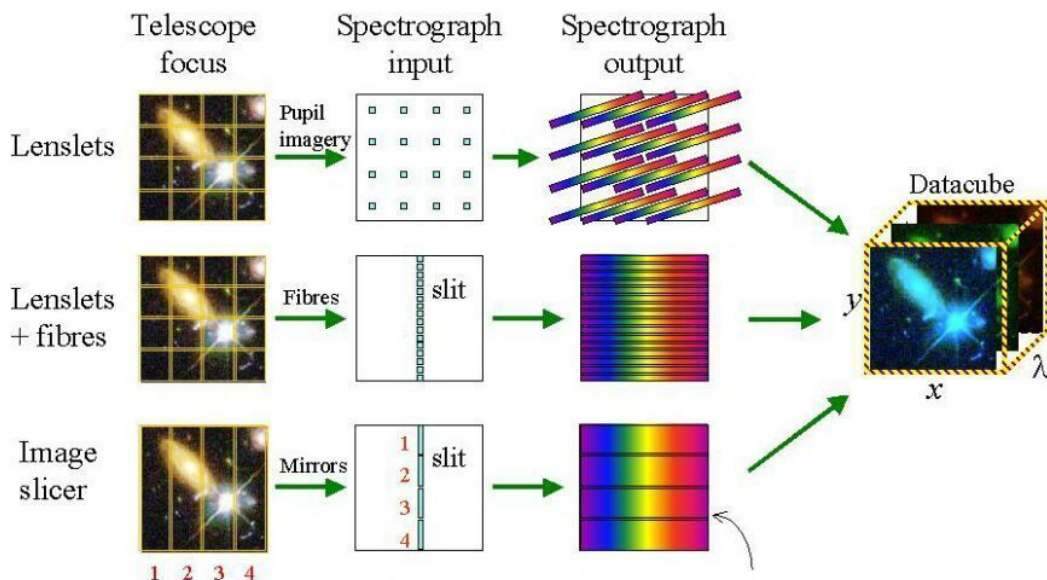 Telescope
focus
Spectrograph
input
Spectrograph
output
Lenslets
Pupil
imagery
Datacube
Lenslets
+ fibres
Fibres
slit
y
x
λ
Image
slicer
Mirrors
1
2
3
4
slit
1 2 3 4